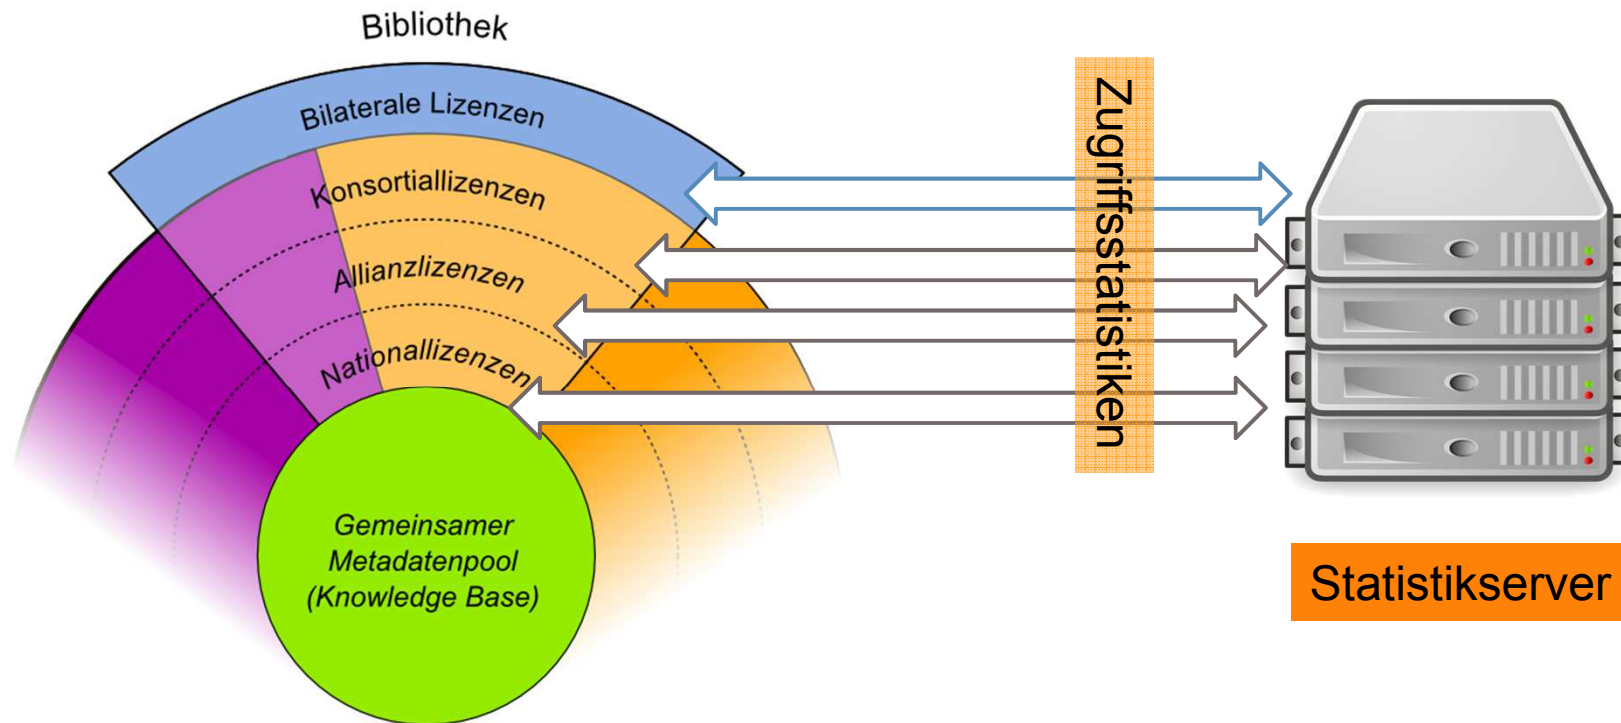 Bibliothek
Bilaterale Lizenzen
Konsortiallizenzen
Allianzlizenzen
Nationallizenzen
Gemeinsamer
Metadatenpool
(Knowledge Base)
Zugriffsstatistiken
Statistikserver